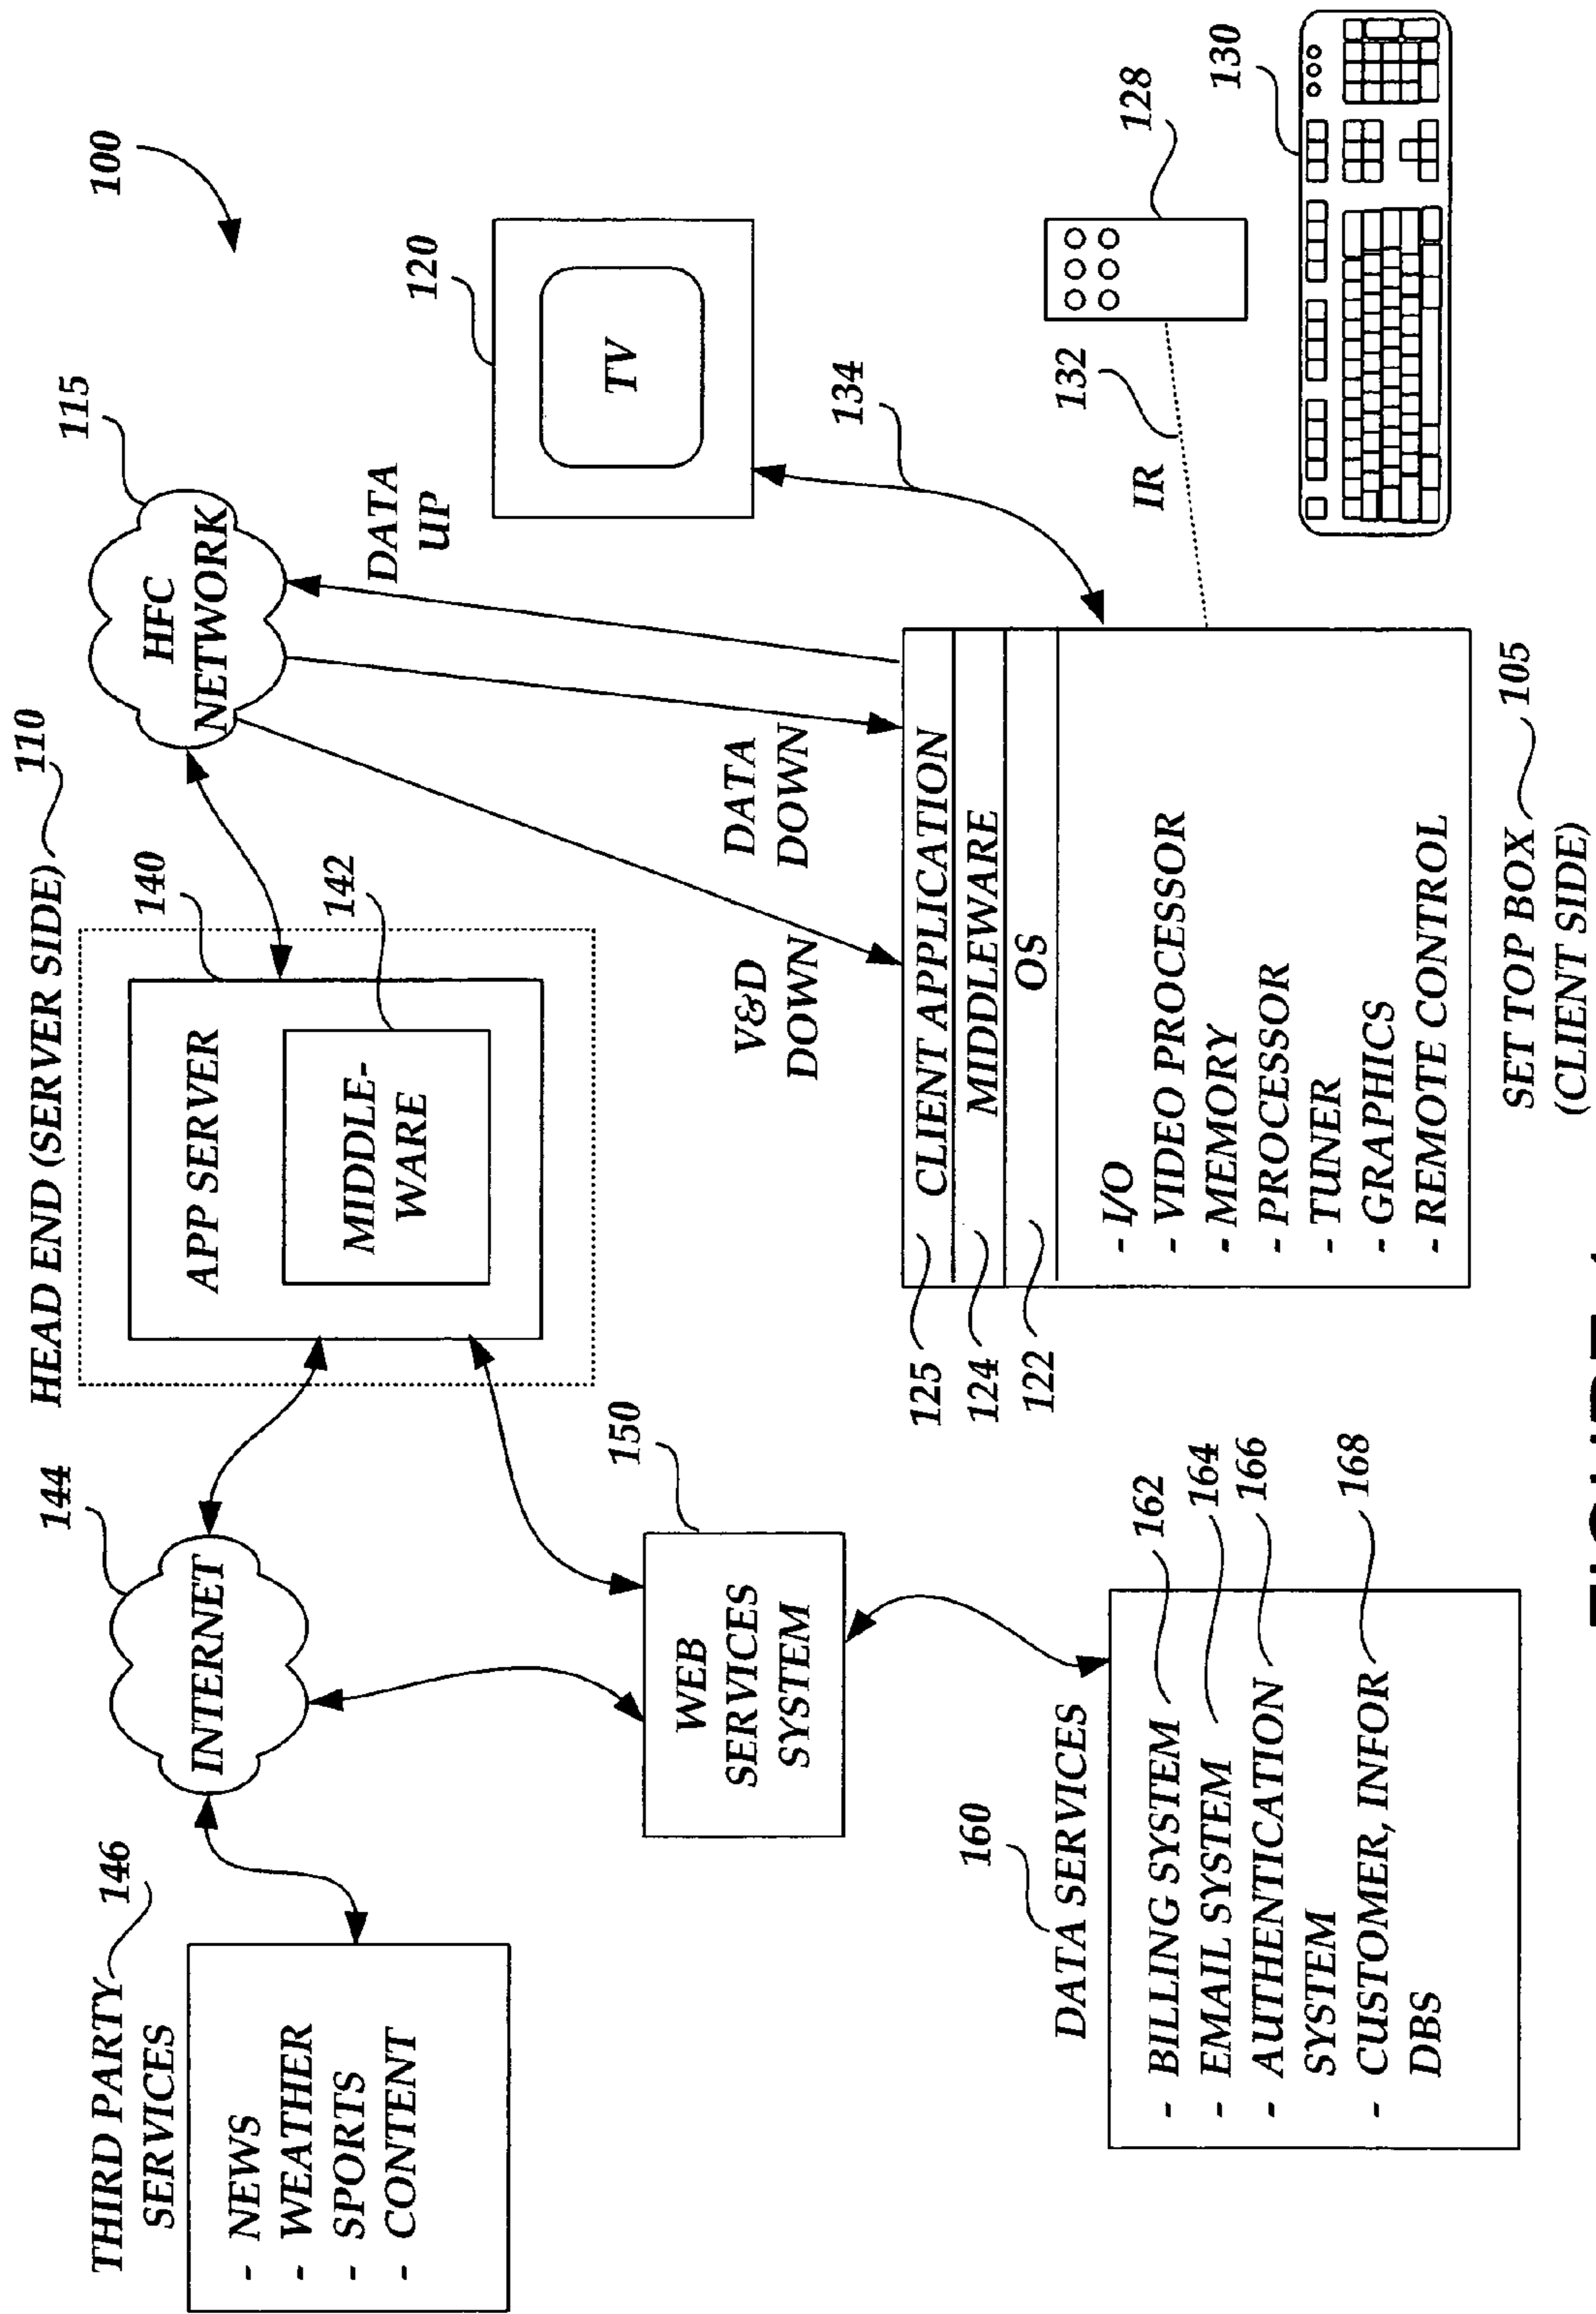 100
HEAD END (SERVER SIDE)
110
115
HFC
NETWORK
140
APP SERVER
142
MIDDLE-
WARE
144
INTERNET
THIRD PARTY
SERVICES
146
- NEWS
- WEATHER
- SPORTS
- CONTENT
120
TV
DATA
UP
DATA
DOWN
V&D
DOWN
134
150
WEB
SERVICES
SYSTEM
125
CLIENT APPLICATION
124
MIDDLEWARE
122
OS
- I/O
- VIDEO PROCESSOR
- MEMORY
- PROCESSOR
- TUNER
- GRAPHICS
- REMOTE CONTROL
SET TOP BOX
(CLIENT SIDE)
105
132
IR
128
130
160
DATA SERVICES
- BILLING SYSTEM
162
- EMAIL SYSTEM
164
- AUTHENTICATION
SYSTEM
166
- CUSTOMER, INFOR
DBS
168